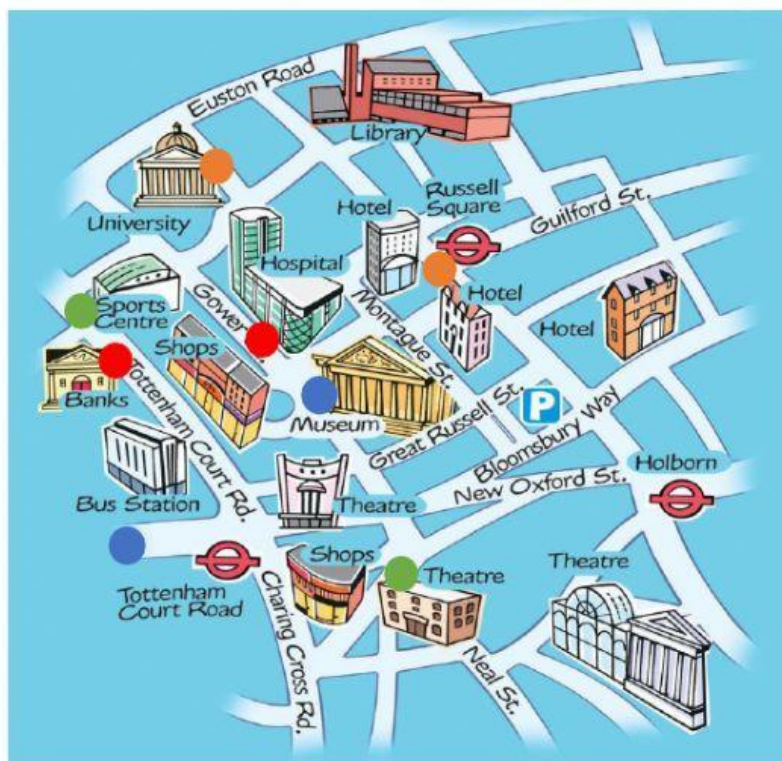 Euston Road
Library
University
Hotel
Russell
Square
Guilford St.
Hospital
Sports
Centre
Gower
Hotel
Hotel
Montague St.
Shops
Banks
Tottenham Court Rd.
Museum
Great Russell St.
P
Bloomsbury Way
New Oxford St.
Holborn
Bus Station
Theatre
Shops
Theatre
Theatre
Tottenham
Court Road
Charing Cross Rd.
Neal St.